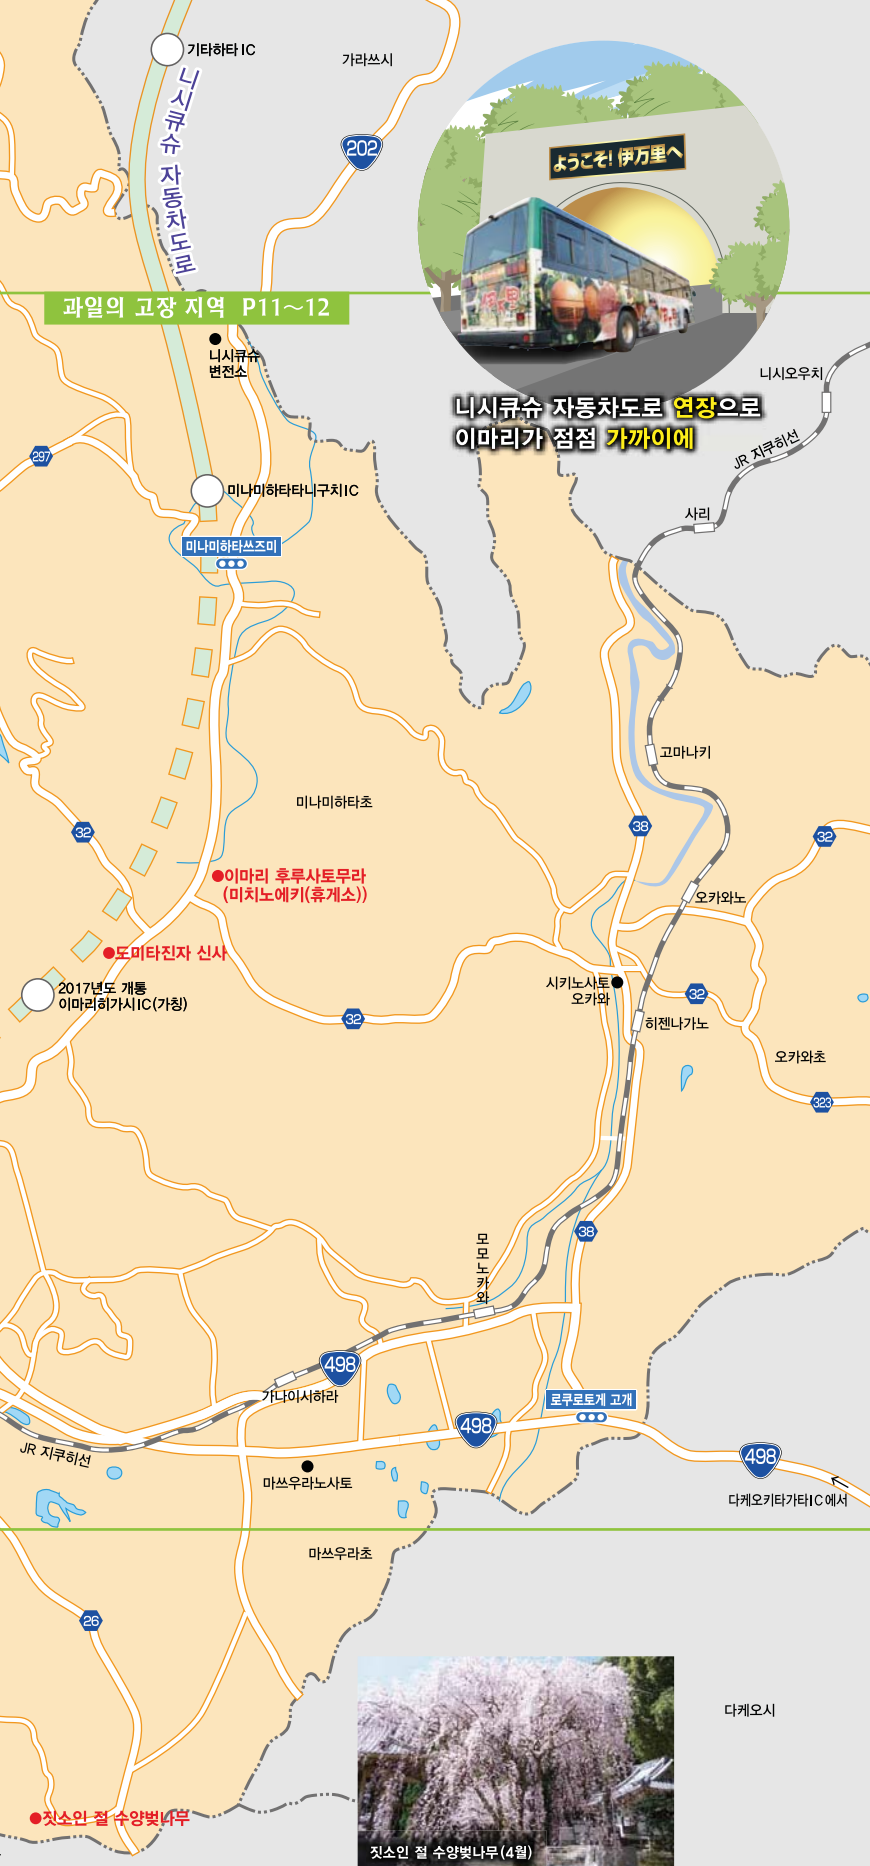 기타하타 IC
가라쓰시
니시큐슈 자동차도로
202
ようこそ! 伊万里へ
과일의 고장 지역 P11～12
니시큐슈
변전소
니시큐슈 자동차도로 연장으로
이마리가 점점 가까이에
니시오우치
JR 지쿠히선
사리
297
미나미하타타니구치IC
미나미하타쓰즈미
고마나키
미나미하타초
32
38
32
이마리 후루사토무라
(미치노에키(휴게소))
오카와노
도미타진자 신사
2017년도 개통
이마리히가시IC(가칭)
시키노사토
오카와
32
32
히젠나가노
오카와초
323
모모노카와
38
498
가나이시하라
로쿠로토게 고개
498
JR 지쿠히선
마쓰우라노사토
498
다케오키타가타IC에서
마쓰우라초
26
다케오시
짓소인 절 수양벚나무
짓소인 절 수양벚나무(4월)